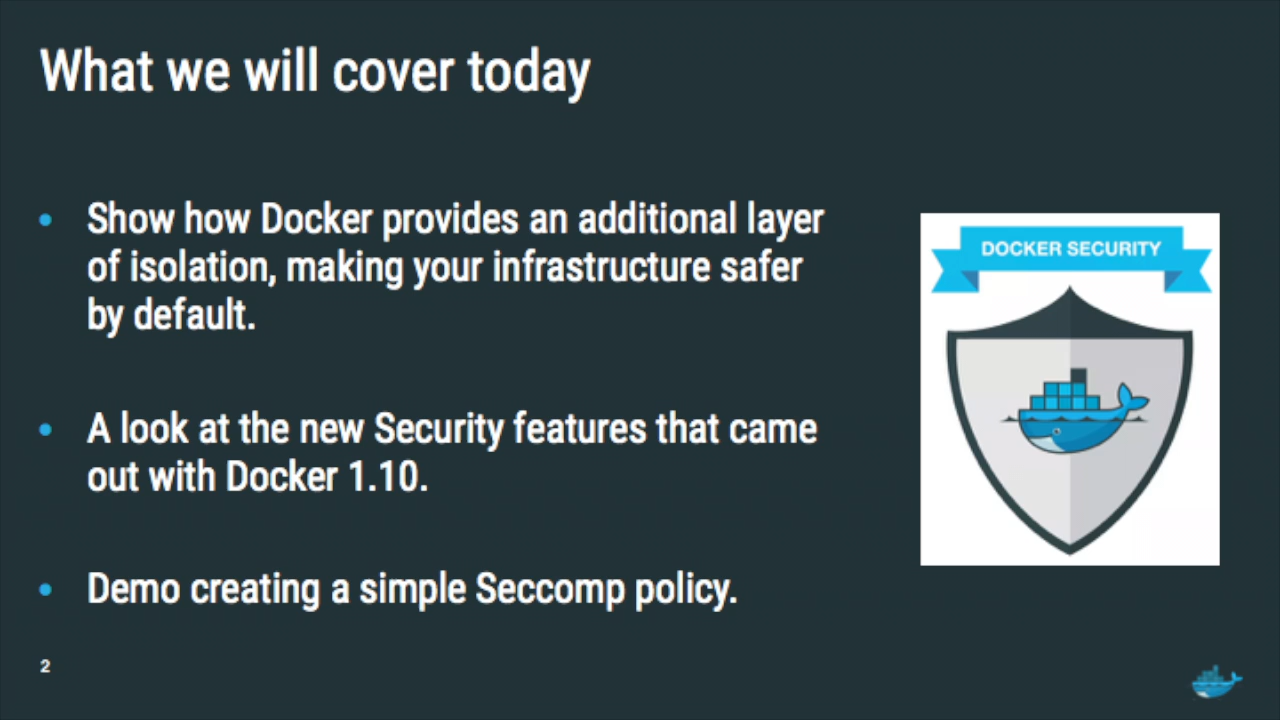 What we will cover today
• Show how Docker provides an additional layer
of isolation, making your infrastructure safer
by default.
• A look at the new Security features that came
out with Docker 1.10.
• Demo creating a simple Seccomp policy.
DOCKER SECURITY
2